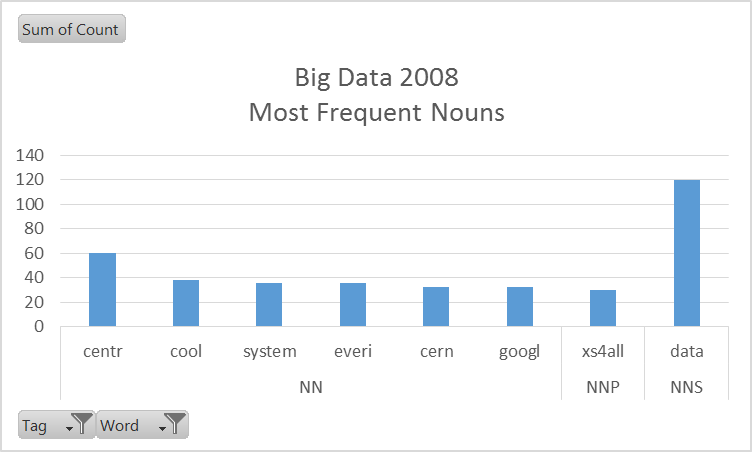 Sum of Count
Big Data 2008
Most Frequent Nouns
140
120
100
80
60
40
20
0
centr cool system everi cern googl xs4all data
NN NNP NNS
Tag Word